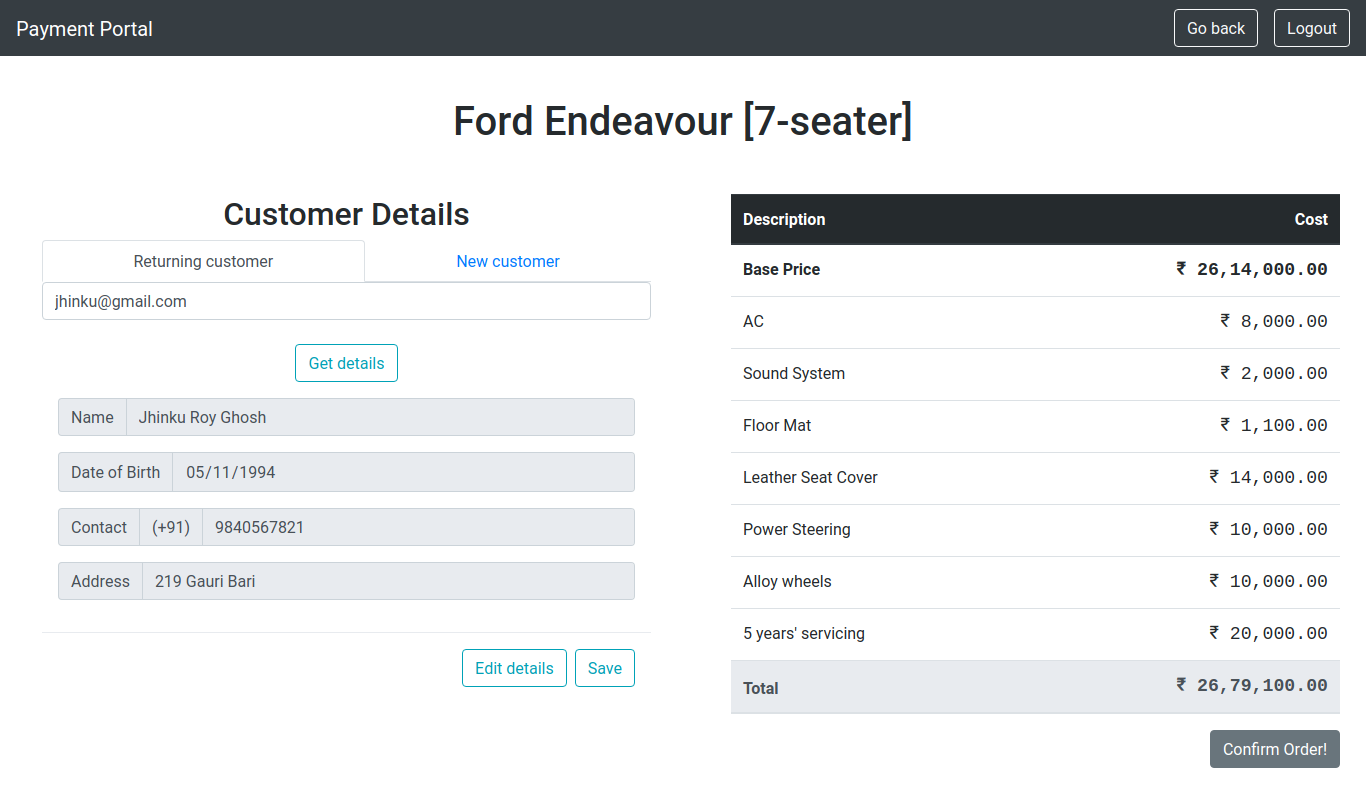 Payment Portal
Go back
Logout
Ford Endeavour [7-seater]
Customer Details
Returning customer
New customer
jhinku@gmail.com
Get details
Name Jhinku Roy Ghosh
Date of Birth 05/11/1994
Contact (+91) 9840567821
Address 219 Gauri Bari
Edit details
Save
Description Cost
Base Price ₹ 26,14,000.00
AC ₹ 8,000.00
Sound System ₹ 2,000.00
Floor Mat ₹ 1,100.00
Leather Seat Cover ₹ 14,000.00
Power Steering ₹ 10,000.00
Alloy wheels ₹ 10,000.00
5 years' servicing ₹ 20,000.00
Total ₹ 26,79,100.00
Confirm Order!